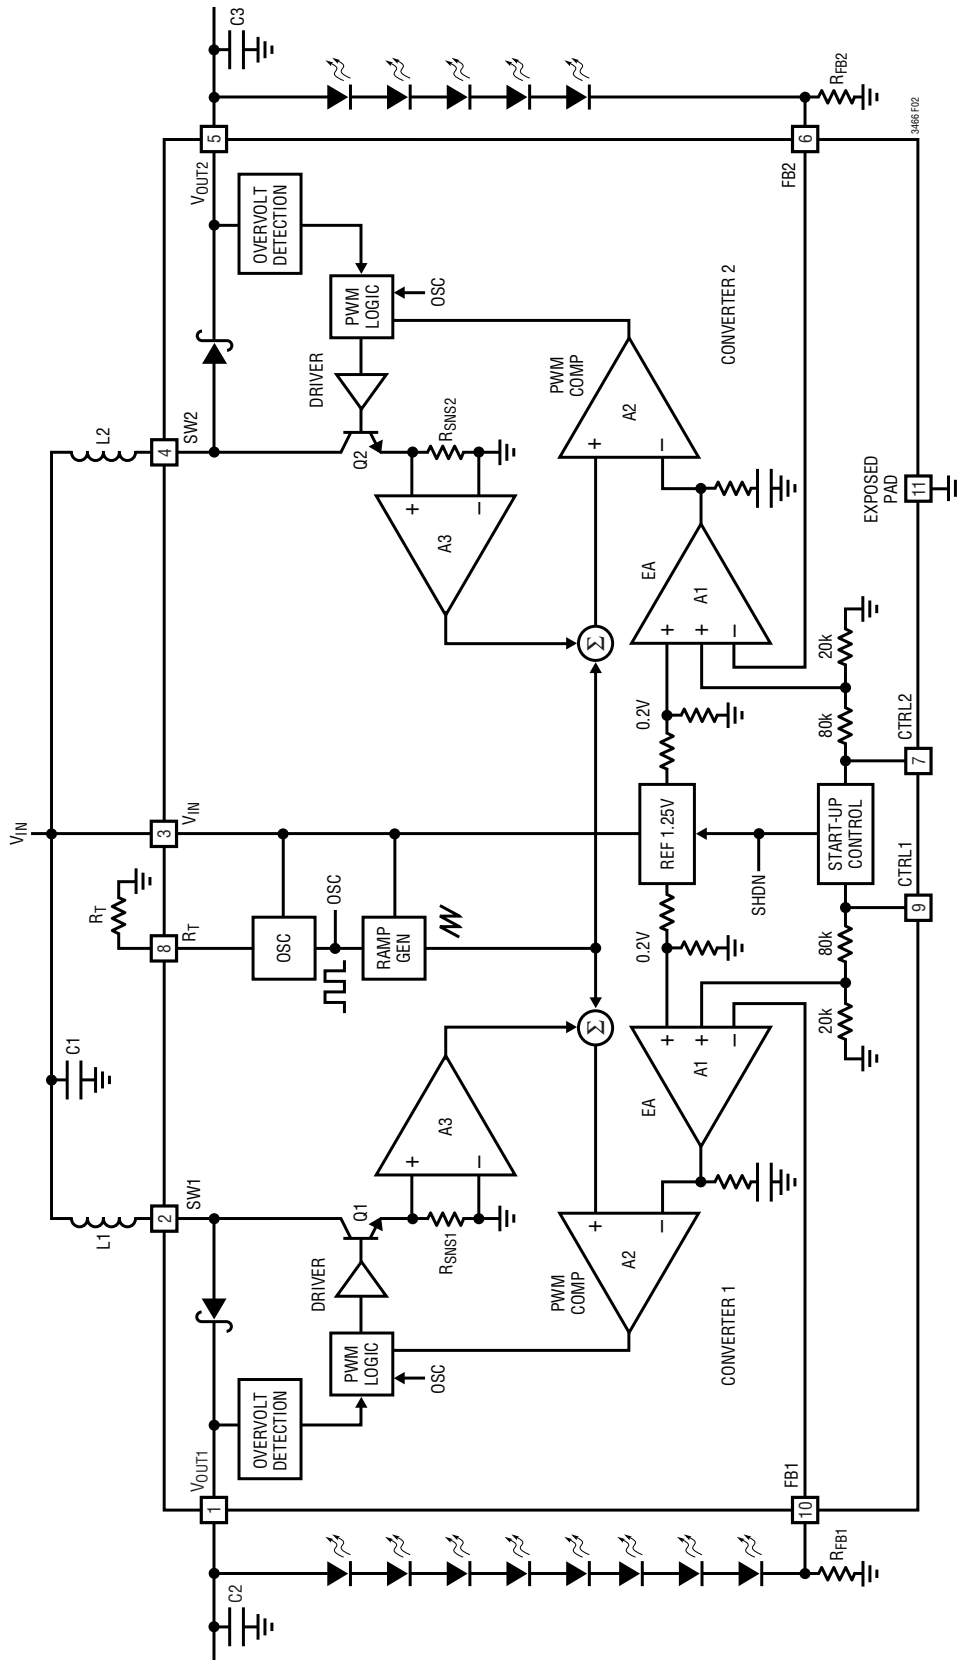 VIN
C1
RT
L1
L2
2
8
3
4
SW1
RT
VIN
SW2
VOUT1
1
VOUT2
5
C2
C3
OVERVOLT
DETECTION
OSC
OVERVOLT
DETECTION
OSC
DRIVER
Q1
DRIVER
Q2
PWM
LOGIC
RAMP
GEN
PWM
LOGIC
OSC
OSC
RSNS1
+
–
A3
RSNS2
+
–
A3
PWM
COMP
+
–
A2
Σ
Σ
PWM
COMP
+
–
A2
CONVERTER 1
EA
+
+
–
A1
0.2V
REF 1.25V
0.2V
EA
+
+
–
A1
CONVERTER 2
SHDN
FB1
10
FB2
6
RFB1
20k
80k
START-UP
CONTROL
80k
20k
RFB2
CTRL1
9
CTRL2
7
EXPOSED
PAD
11
3466 F02